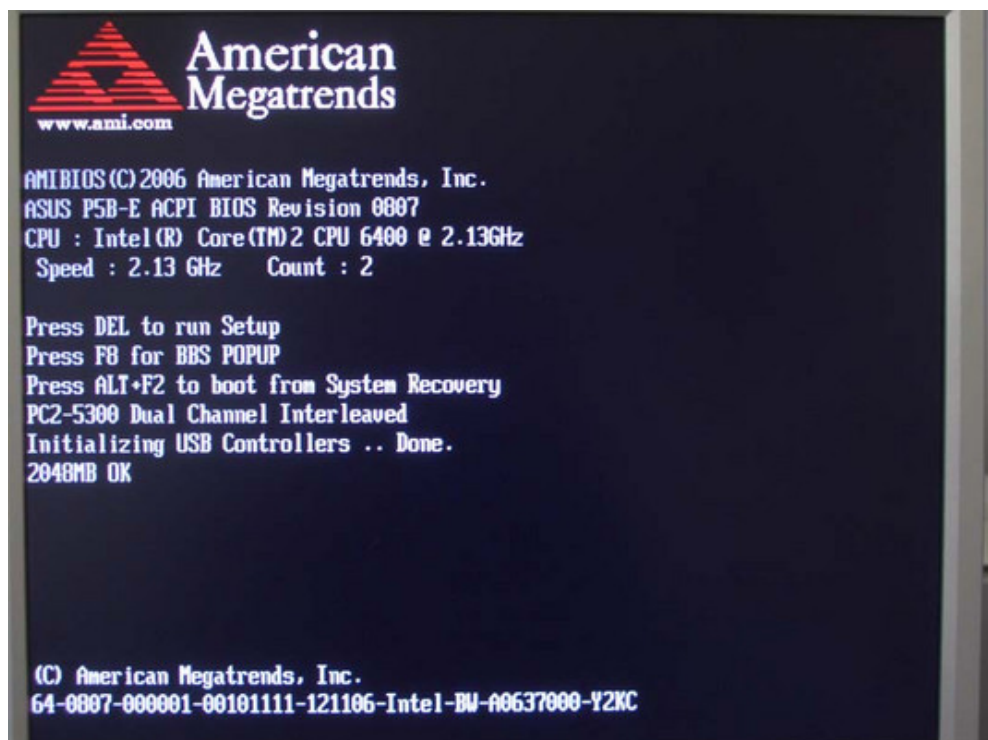 American
Megatrends
www.ami.com
AMIBIOS(C)2006 American Megatrends, Inc.
ASUS P5B-E ACPI BIOS Revision 0807
CPU : Intel(R) Core(TM)2 CPU 6400 @ 2.13GHz
Speed : 2.13 GHz Count : 2
Press DEL to run Setup
Press F8 for BBS POPUP
Press ALT+F2 to boot from System Recovery
PC2-5300 Dual Channel Interleaved
Initializing USB Controllers .. Done.
2048MB OK
(C) American Megatrends, Inc.
64-0807-000001-00101111-121106-Intel-BW-A0637000-Y2KC